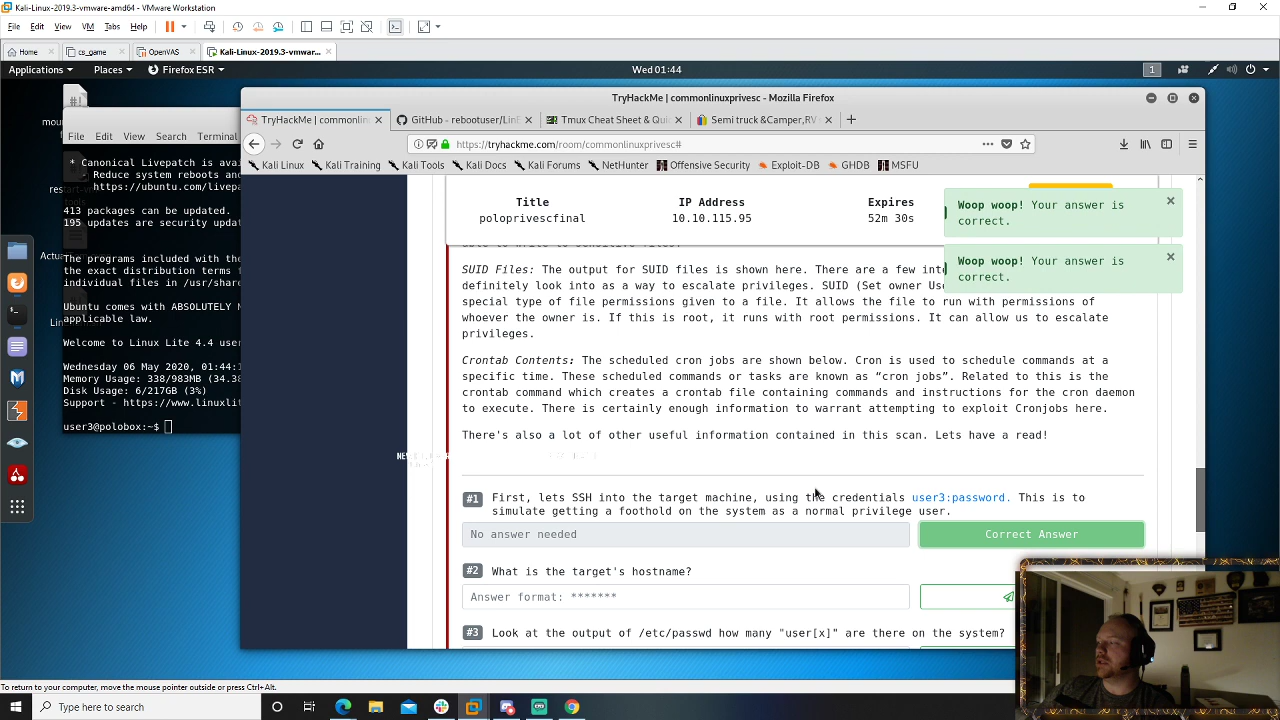 Kali-Linux-2019.3-vmware-amd64 - VMware Workstation
File Edit View VM Tabs Help
Home cs_game OpenVAS Kali-Linux-2019.3-vmwar...
Applications Places Firefox ESR Wed 01:44 1
TryHackMe | commonlinuxprivesc - Mozilla Firefox
TryHackMe | commonlin GitHub - rebootuser/LinE Tmux Cheat Sheet & Qui Semi truck &Camper,RV
https://tryhackme.com/room/commonlinuxprivesc#
Kali Linux Kali Training Kali Tools Kali Docs Kali Forums NetHunter Offensive Security Exploit-DB GHDB MSFU
File Edit View Search Terminal
* Canonical Livepatch is avai
- Reduce system reboots and
https://ubuntu.com/livepa
413 packages can be updated.
195 updates are security updat
The programs included with the
the exact distribution terms f
individual files in /usr/share
Ubuntu comes with ABSOLUTELY N
applicable law.
Welcome to Linux Lite 4.4 user
Wednesday 06 May 2020, 01:44:1
Memory Usage: 338/983MB (34.38
Disk Usage: 6/217GB (3%)
Support - https://www.linuxlit
user3@polobox:~$
Title IP Address Expires
poloprivescfinal 10.10.115.95 52m 30s
Woop woop! Your answer is
correct.
Woop woop! Your answer is
correct.
SUID Files: The output for SUID files is shown here. There are a few inte
definitely look into as a way to escalate privileges. SUID (Set owner Use
special type of file permissions given to a file. It allows the file to run with permissions of
whoever the owner is. If this is root, it runs with root permissions. It can allow us to escalate
privileges.
Crontab Contents: The scheduled cron jobs are shown below. Cron is used to schedule commands at a
specific time. These scheduled commands or tasks are known as “cron jobs”. Related to this is the
crontab command which creates a crontab file containing commands and instructions for the cron daemon
to execute. There is certainly enough information to warrant attempting to exploit Cronjobs here.
There's also a lot of other useful information contained in this scan. Lets have a read!
#1 First, lets SSH into the target machine, using the credentials user3:password. This is to
simulate getting a foothold on the system as a normal privilege user.
No answer needed Correct Answer
#2 What is the target's hostname?
Answer format: *******
#3 Look at the output of /etc/passwd how many "user[x]" are there on the system?
To return to your computer, move the mouse pointer outside or press Ctrl+Alt.
Type here to search